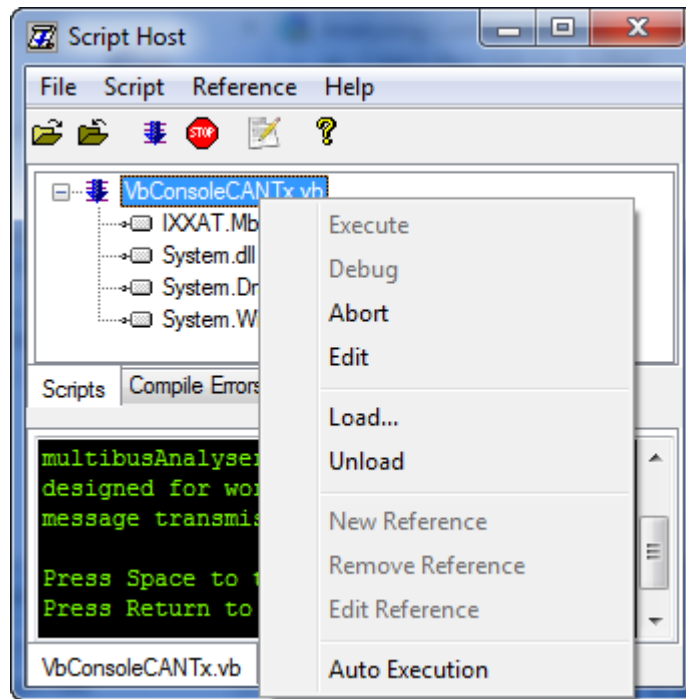 Script Host
File Script Reference Help
STOP
VbConsoleCANTx.vb
IXXAT.Mb
System.dll
System.Dr
System.W
Execute
Debug
Abort
Edit
Load...
Unload
New Reference
Remove Reference
Edit Reference
Auto Execution
Scripts Compile Errors
multibusAnalyser
designed for wor
message transmis
Press Space to t
Press Return to
VbConsoleCANTx.vb